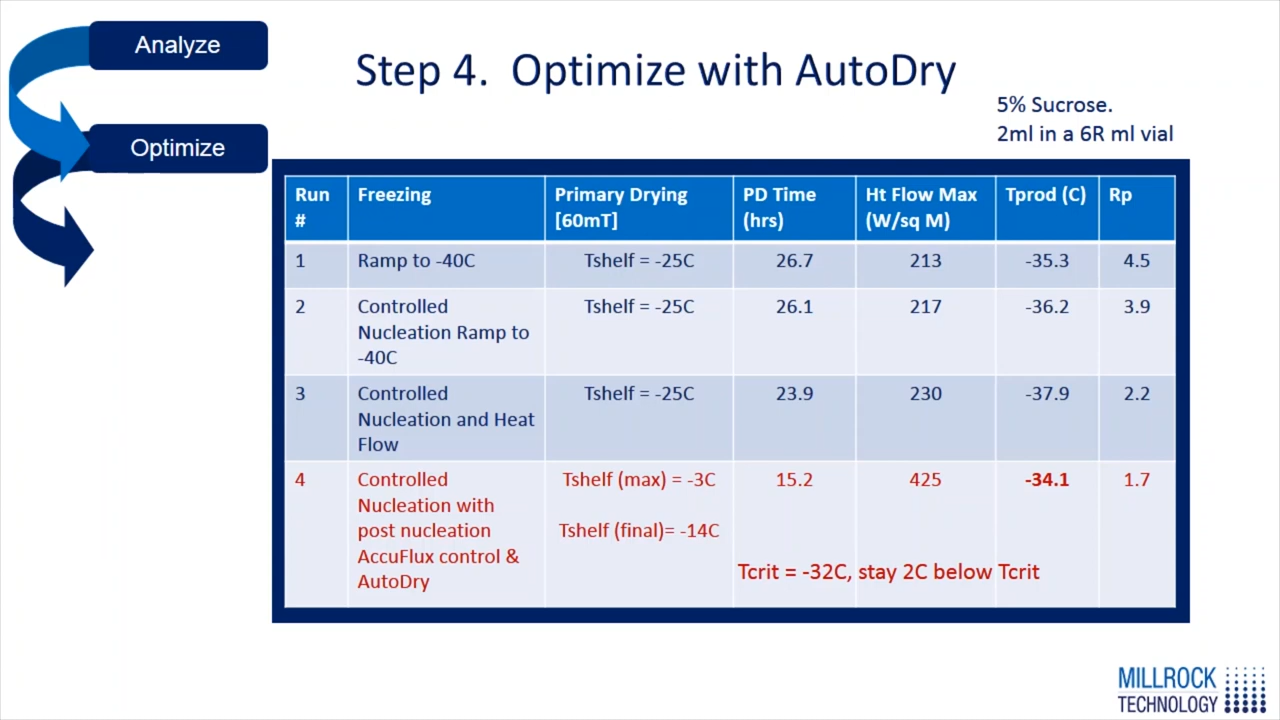 Analyze
Optimize
Step 4. Optimize with AutoDry
5% Sucrose.
2ml in a 6R ml vial
Run # Freezing Primary Drying [60mT] PD Time (hrs) Ht Flow Max (W/sq M) Tprod (C) Rp
1 Ramp to -40C Tshelf = -25C 26.7 213 -35.3 4.5
2 Controlled Nucleation Ramp to -40C Tshelf = -25C 26.1 217 -36.2 3.9
3 Controlled Nucleation and Heat Flow Tshelf = -25C 23.9 230 -37.9 2.2
4 Controlled Nucleation with post nucleation AccuFlux control & AutoDry Tshelf (max) = -3C Tshelf (final)= -14C 15.2 425 -34.1 1.7
Tcrit = -32C, stay 2C below Tcrit
MILLROCK
TECHNOLOGY